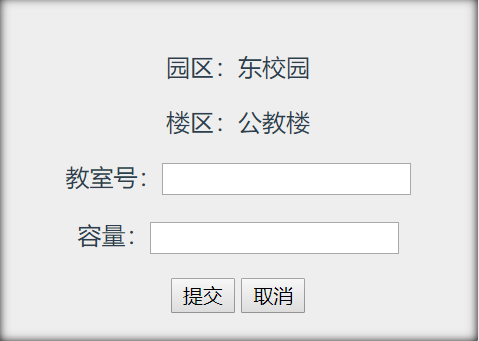 园区：东校园
楼区：公教楼
教室号：
容量：
提交 取消